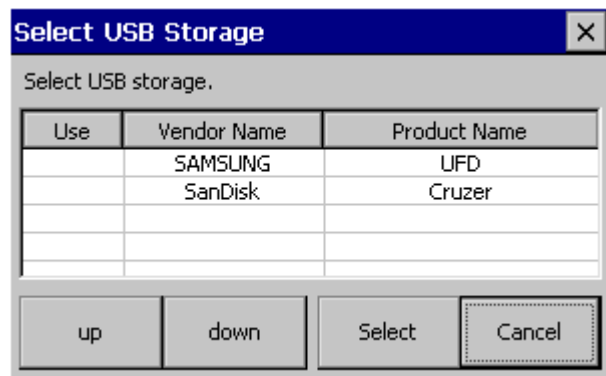 Select USB Storage
Select USB storage.
Use Vendor Name Product Name
SAMSUNG UFD
SanDisk Cruzer
up down Select Cancel